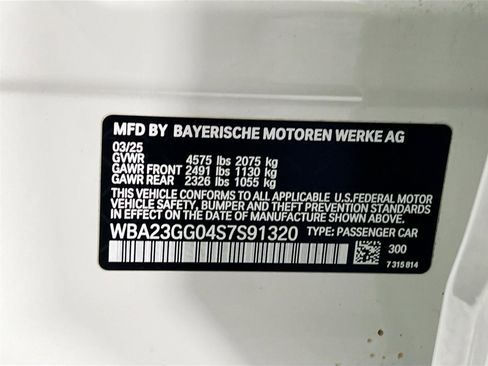 MFD BY BAYERISCHE MOTOREN WERKE AG
03/25
GVWR 4575 lbs 2075 kg
GAWR FRONT 2491 lbs 1130 kg
GAWR REAR 2326 lbs 1055 kg
THIS VEHICLE CONFORMS TO ALL APPLICABLE U.S.FEDERAL MOTOR
VEHICLE SAFETY, BUMPER AND THEFT PREVENTION
STANDARDS IN EFFECT ON THE DATE OF MANUFACTURE SHOWN ABOVE.
WBA23GG04S7S91320 TYPE: PASSENGER CAR
300
7 315 814